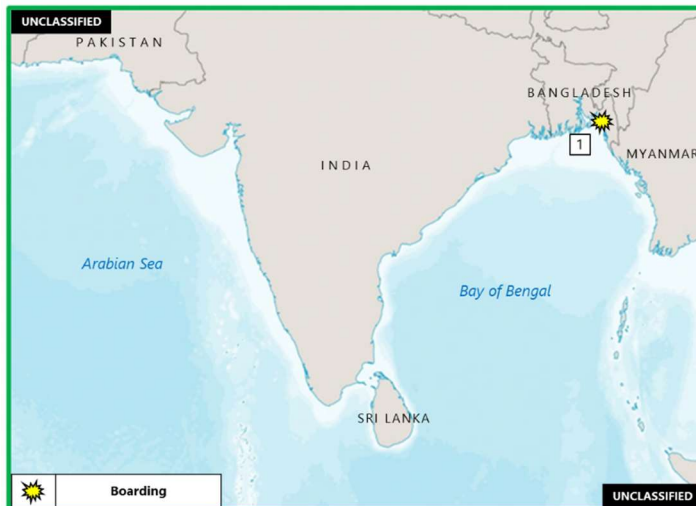 UNCLASSIFIED
PAKISTAN
BANGLADESH
1
MYANMAR
INDIA
Arabian Sea
Bay of Bengal
SRI LANKA
Boarding
UNCLASSIFIED